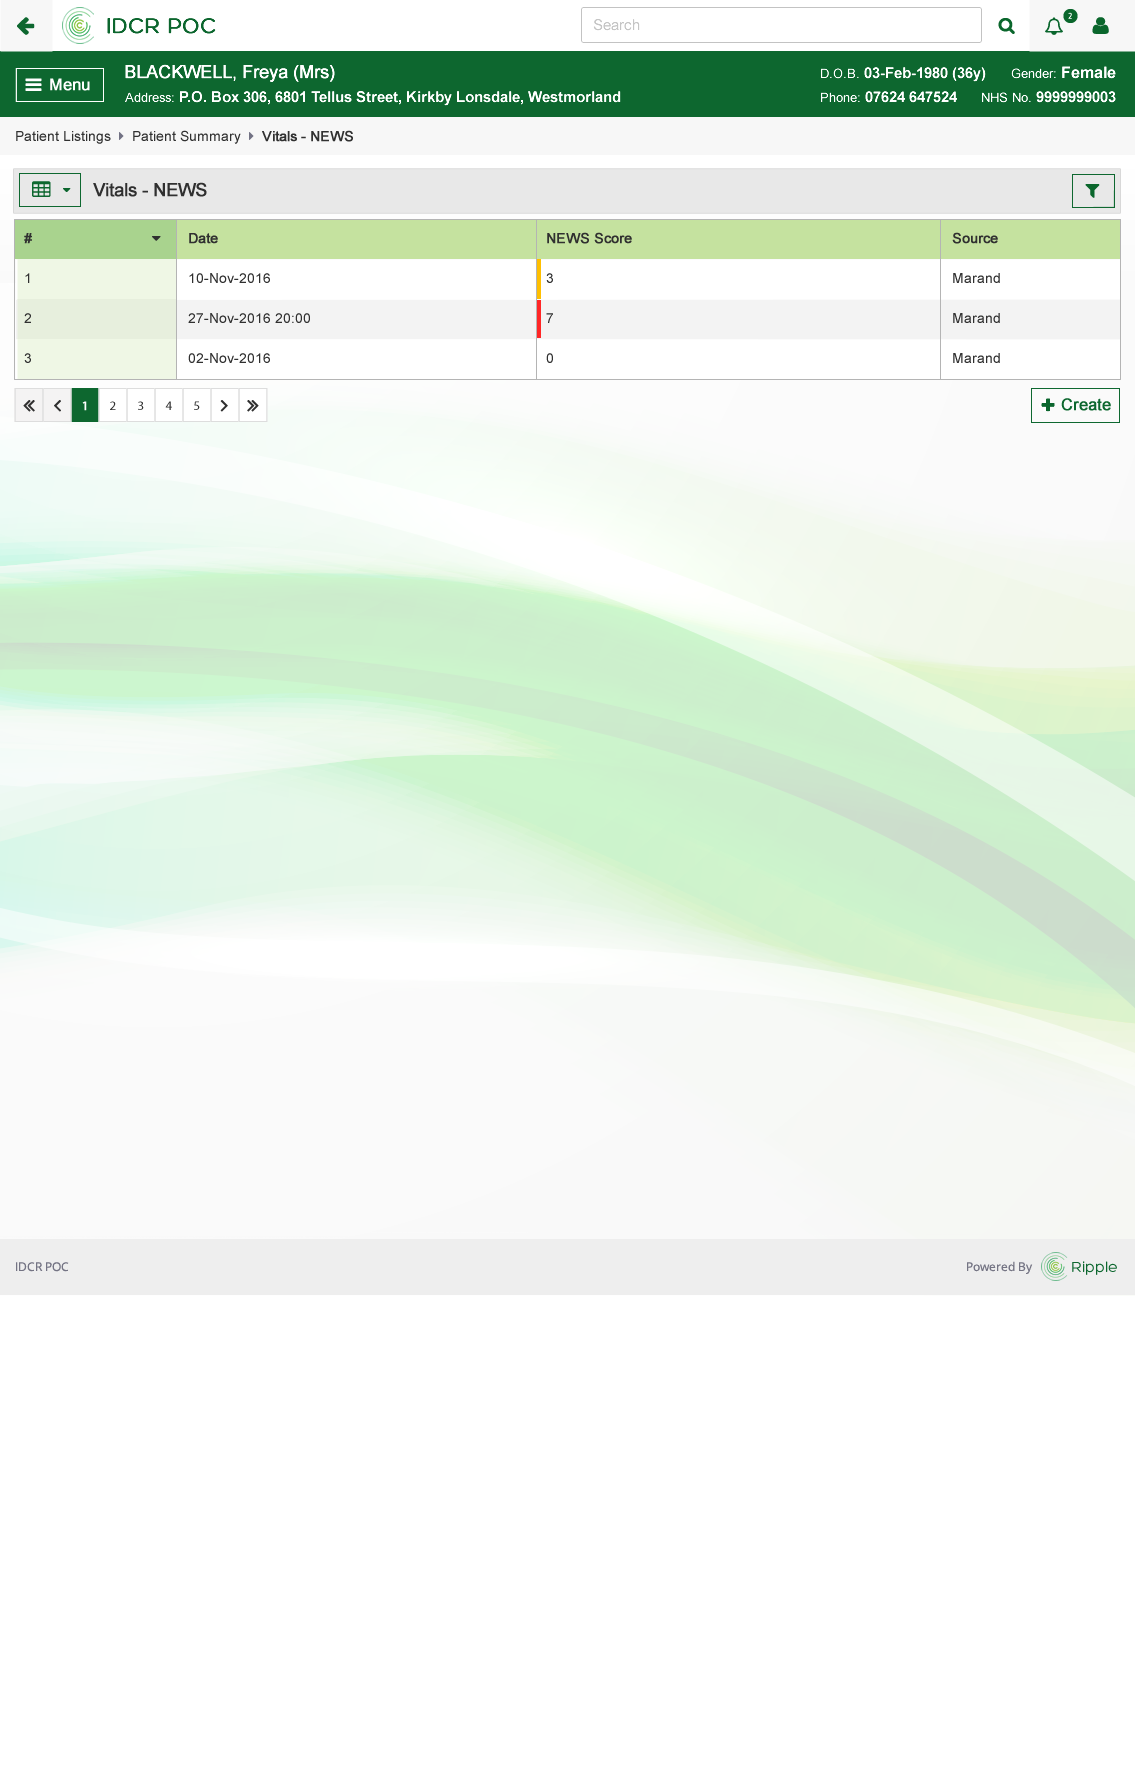 IDCR POC
Search
2
Menu
BLACKWELL, Freya (Mrs)
D.O.B. 03-Feb-1980 (36y) Gender: Female
Address: P.O. Box 306, 6801 Tellus Street, Kirkby Lonsdale, Westmorland
Phone: 07624 647524 NHS No. 9999999003
Patient Listings Patient Summary Vitals - NEWS
Vitals - NEWS
# Date NEWS Score Source
1 10-Nov-2016 3 Marand
2 27-Nov-2016 20:00 7 Marand
3 02-Nov-2016 0 Marand
1 2 3 4 5
Create
IDCR POC
Powered By Ripple